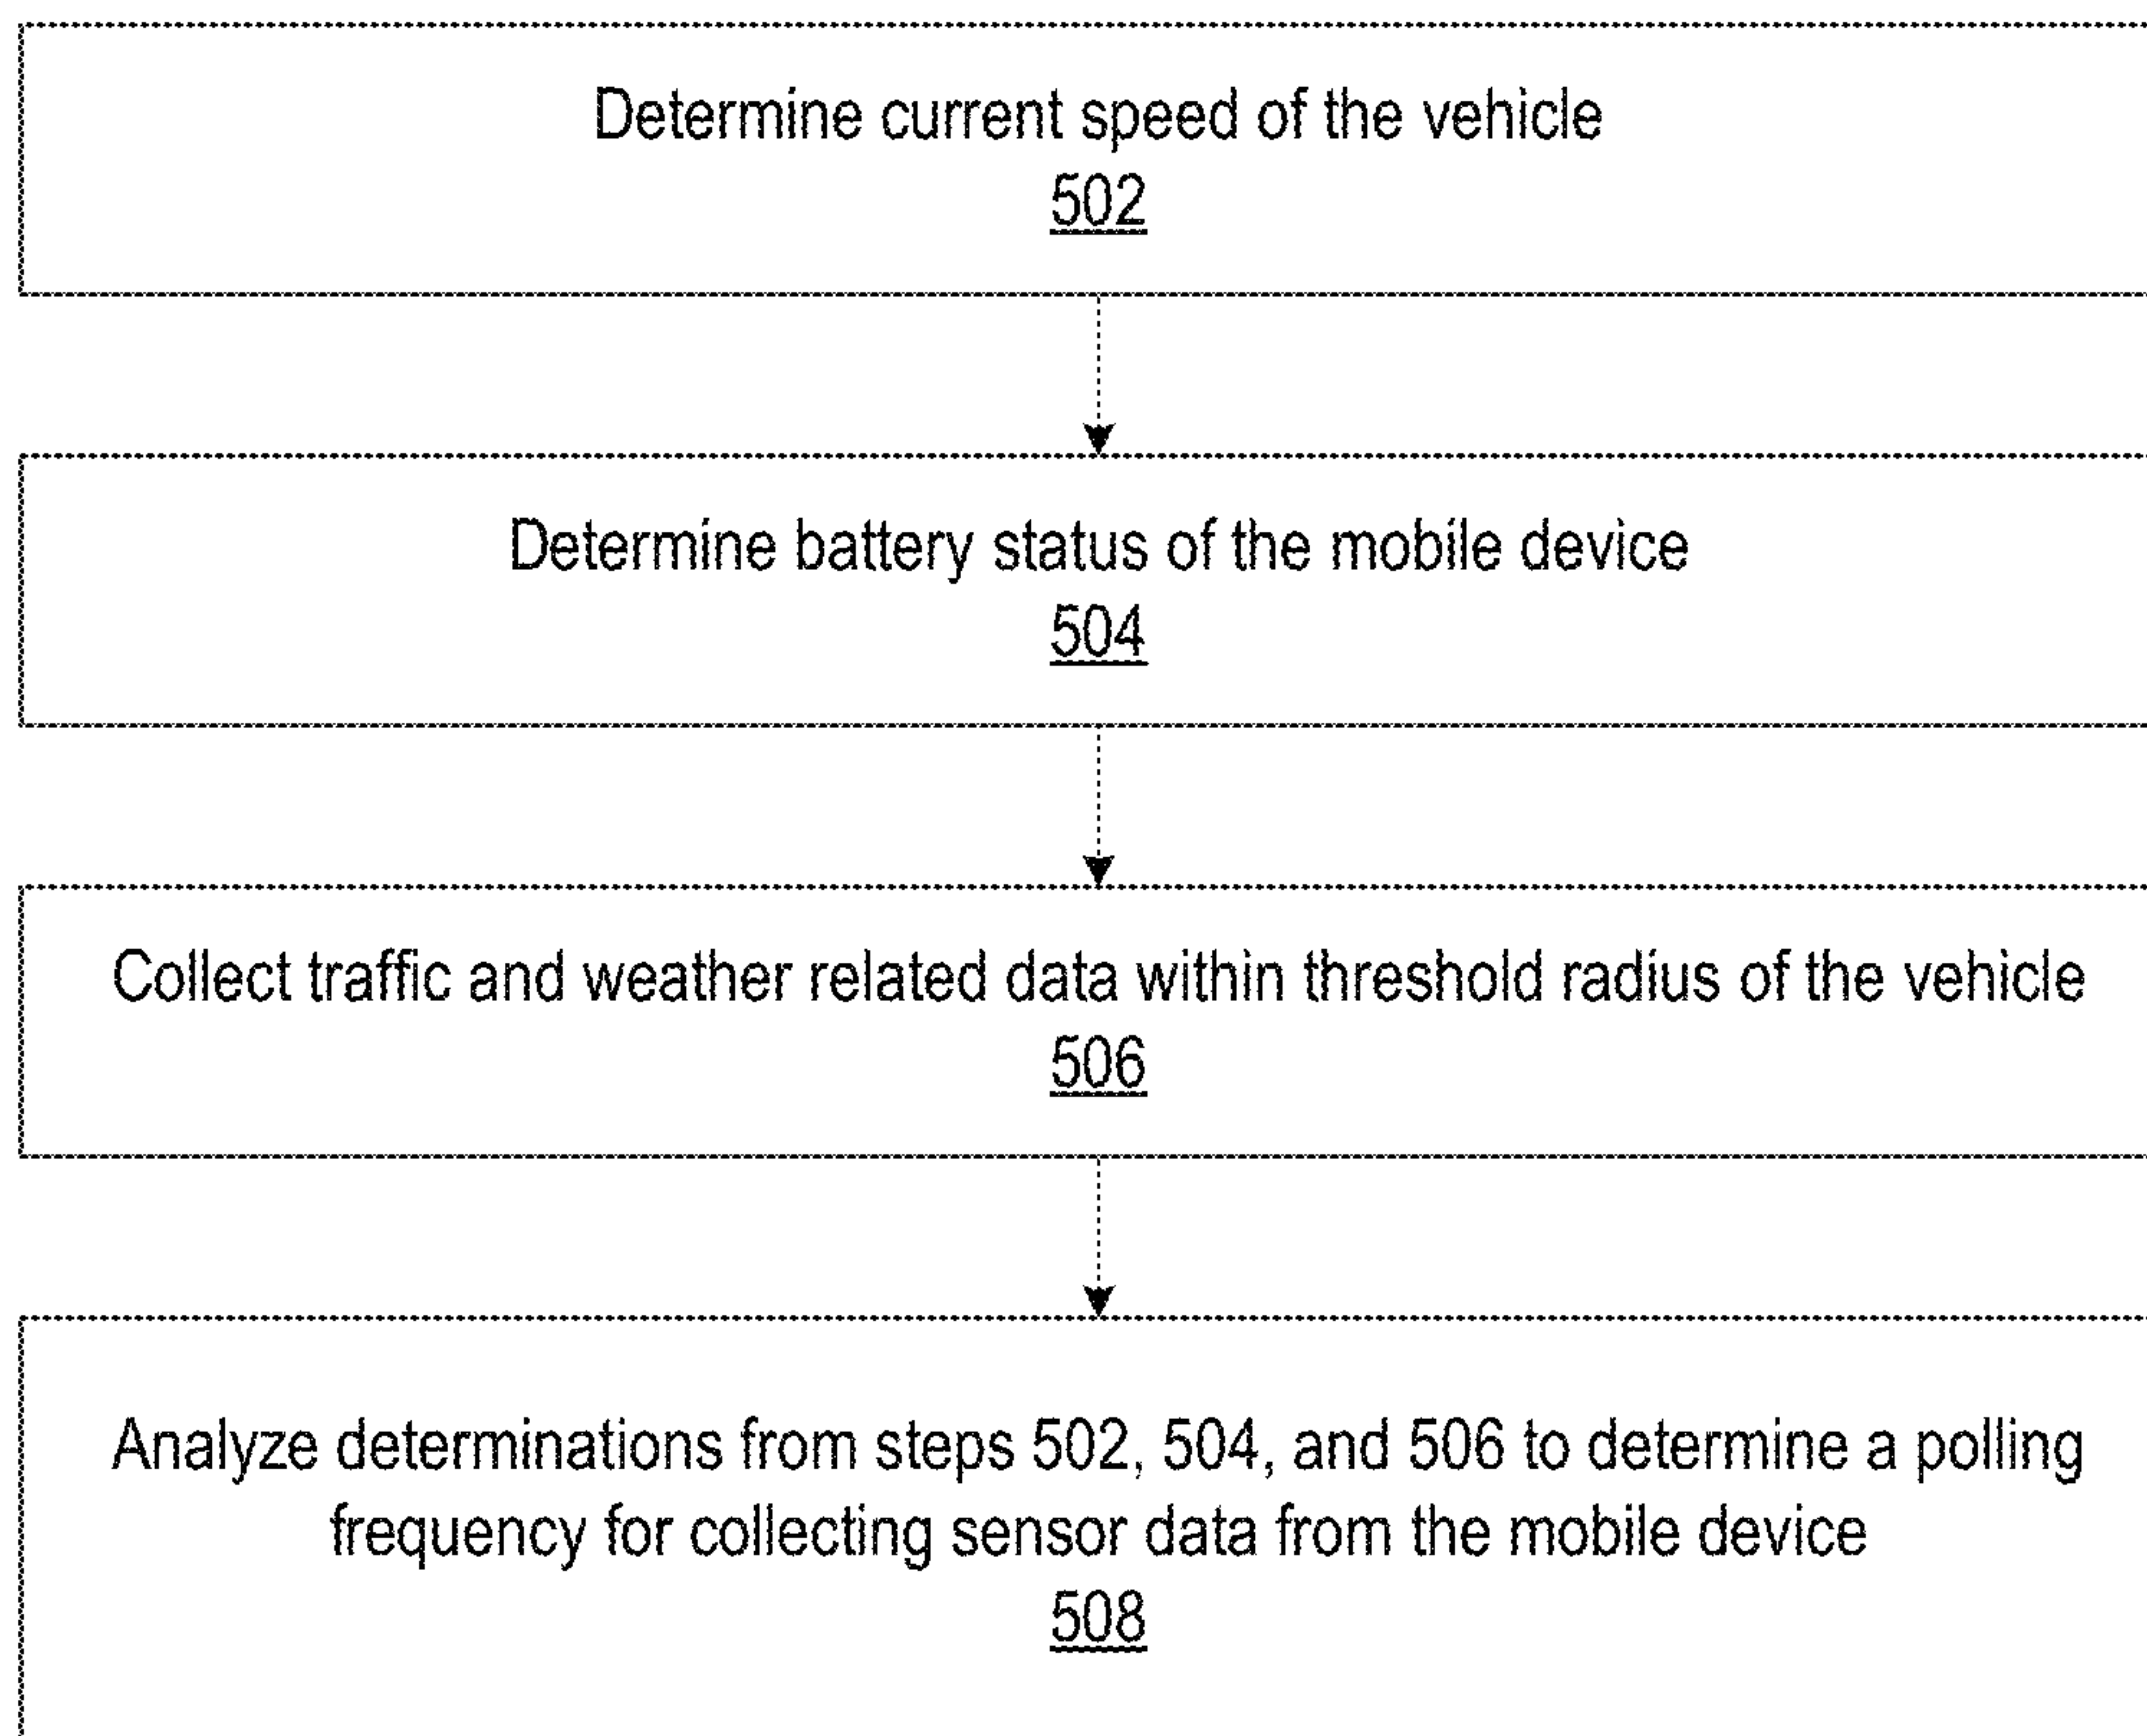 Determine current speed of the vehicle
502
Determine battery status of the mobile device
504
Collect traffic and weather related data within threshold radius of the vehicle
506
Analyze determinations from steps 502, 504, and 506 to determine a polling
frequency for collecting sensor data from the mobile device
508